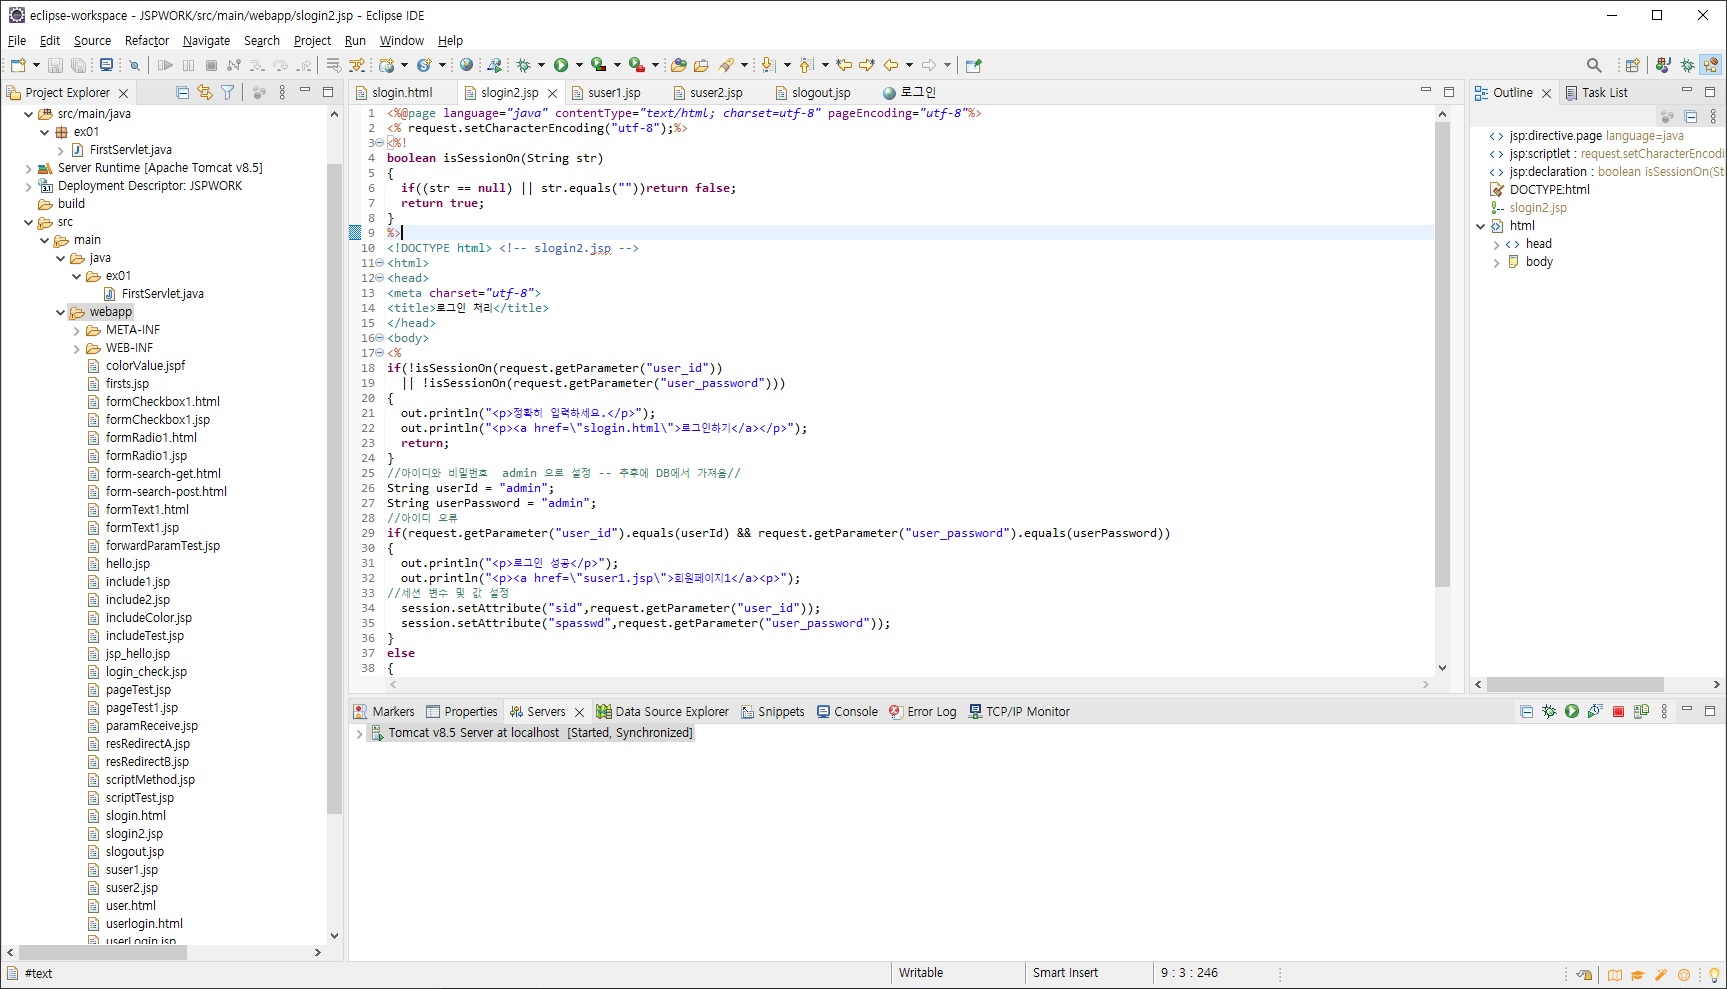 eclipse-workspace - JSPWORK/src/main/webapp/slogin2.jsp - Eclipse IDE
File Edit Source Refactor Navigate Search Project Run Window Help
Project Explorer
src/main/java
ex01
FirstServlet.java
Server Runtime [Apache Tomcat v8.5]
Deployment Descriptor: JSPWORK
build
src
main
java
ex01
FirstServlet.java
webapp
META-INF
WEB-INF
colorValue.jspf
firsts.jsp
formCheckbox1.html
formCheckbox1.jsp
formRadio1.html
formRadio1.jsp
form-search-get.html
form-search-post.html
formText1.html
formText1.jsp
forwardParamTest.jsp
hello.jsp
include1.jsp
include2.jsp
includeColor.jsp
includeTest.jsp
jsp_hello.jsp
login_check.jsp
pageTest.jsp
pageTest1.jsp
paramReceive.jsp
resRedirectA.jsp
resRedirectB.jsp
scriptMethod.jsp
scriptTest.jsp
slogin.html
slogin2.jsp
slogout.jsp
suser1.jsp
suser2.jsp
user.html
userlogin.html
userLogin.jsp
slogin.html slogin2.jsp suser1.jsp suser2.jsp slogout.jsp 로그인
1 <%@page language="java" contentType="text/html; charset=utf-8" pageEncoding="utf-8"%>
2 <% request.setCharacterEncoding("utf-8");%>
3 <%!
4 boolean isSessionOn(String str)
5 {
6 if((str == null) || str.equals(""))return false;
7 return true;
8 }
9 %>
10 <!DOCTYPE html> <!-- slogin2.jsp -->
11 <html>
12 <head>
13 <meta charset="utf-8">
14 <title>로그인 처리</title>
15 </head>
16 <body>
17 <%
18 if(!isSessionOn(request.getParameter("user_id"))
19 || !isSessionOn(request.getParameter("user_password")))
20 {
21 out.println("<p>정확히 입력하세요.</p>");
22 out.println("<p><a href=\"slogin.html\">로그인하기</a></p>");
23 return;
24 }
25 //아이디와 비밀번호  admin 으로 설정 -- 추후에 DB에서 가져옴//
26 String userId = "admin";
27 String userPassword = "admin";
28 //아이디 오류
29 if(request.getParameter("user_id").equals(userId) && request.getParameter("user_password").equals(userPassword))
30 {
31 out.println("<p>로그인 성공</p>");
32 out.println("<p><a href=\"suser1.jsp\">회원페이지1</a><p>");
33 //세션 변수 및 값 설정
34 session.setAttribute("sid",request.getParameter("user_id"));
35 session.setAttribute("spasswd",request.getParameter("user_password"));
36 }
37 else
38 {
Outline Task List
jsp:directive.page language=java
jsp:scriptlet : request.setCharacterEncodi
jsp:declaration : boolean isSessionOn(St
DOCTYPE:html
slogin2.jsp
html
head
body
Markers Properties Servers Data Source Explorer Snippets Console Error Log TCP/IP Monitor
Tomcat v8.5 Server at localhost [Started, Synchronized]
#text Writable Smart Insert 9 : 3 : 246